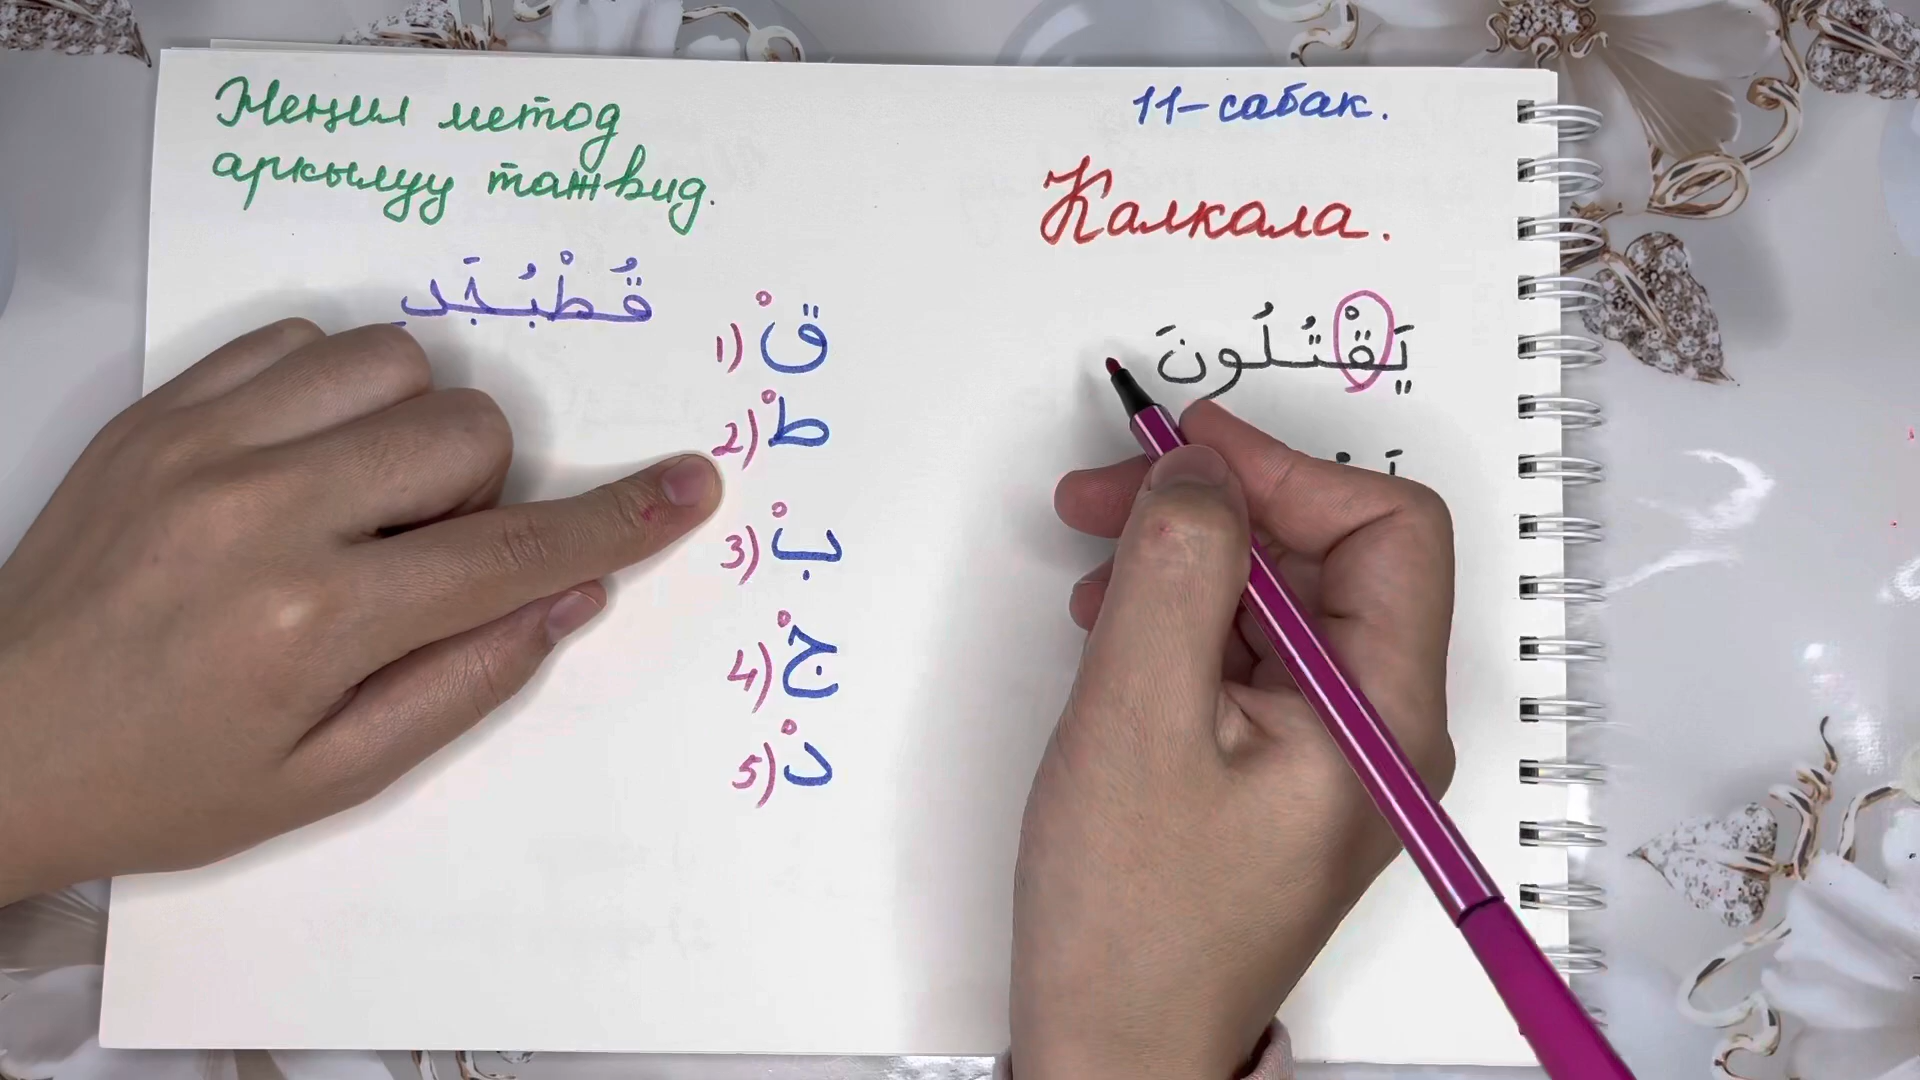 Жеңил метод
аркылуу тажвид.
11-сабак.
Калкала.
قُطْبُجَدٍ
1) قْ
2) طْ
3) بْ
4) جْ
5) دْ
يَقْتُلُونَ